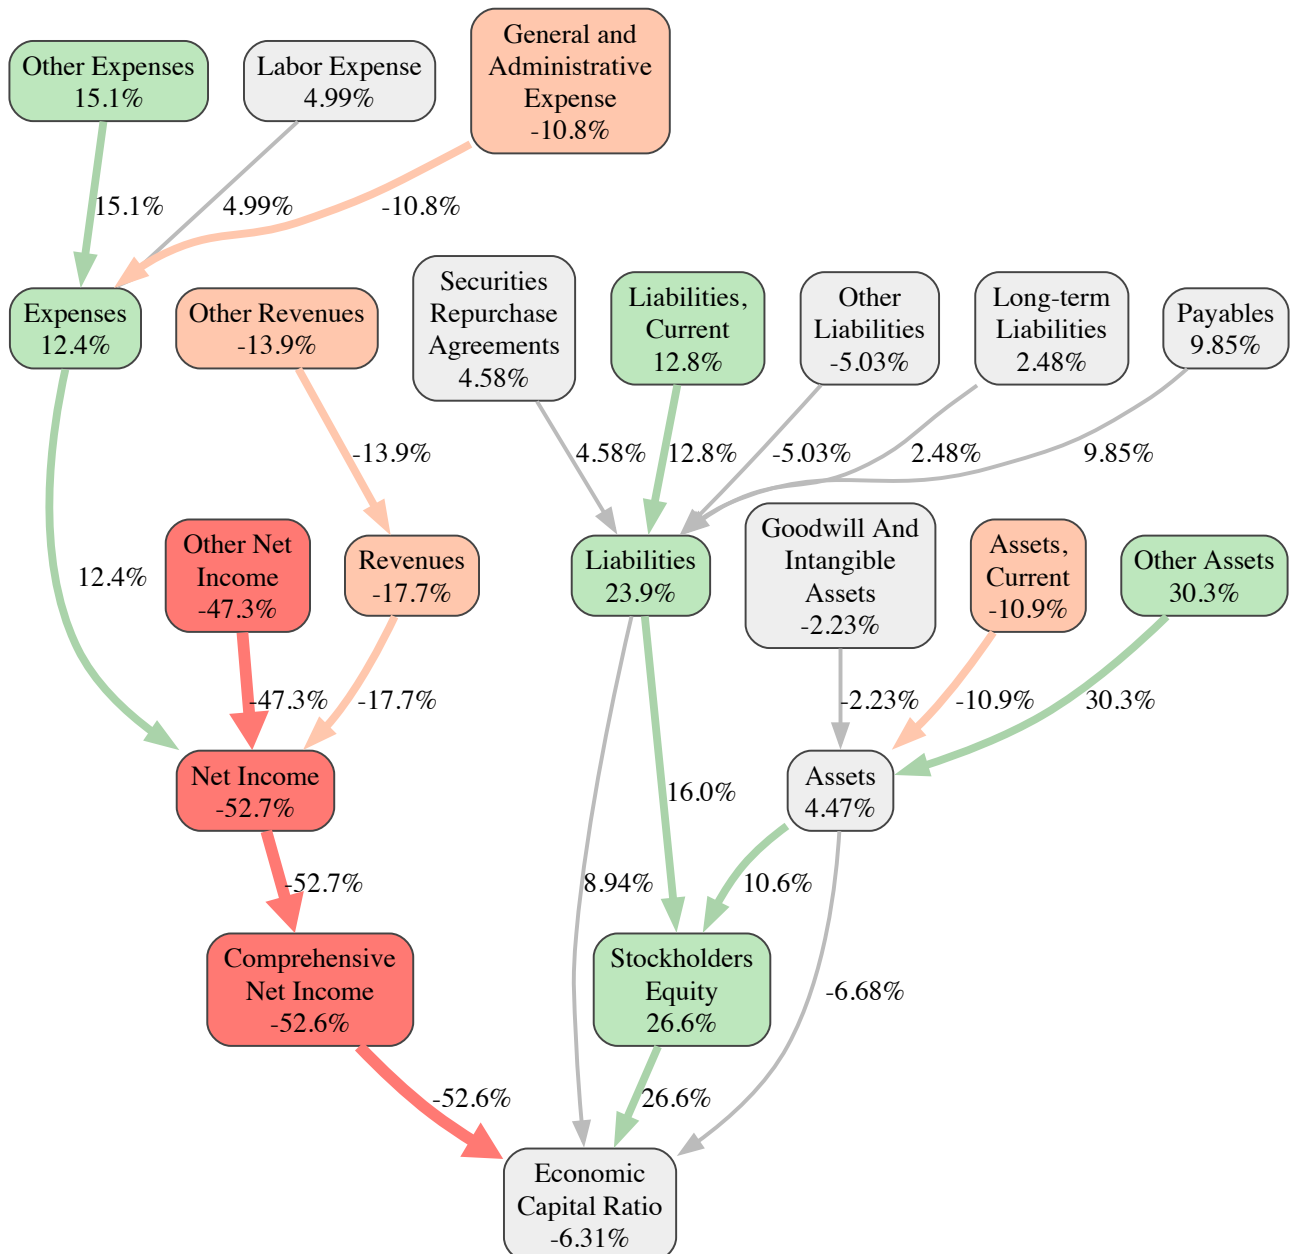 Other Expenses
15.1%
Labor Expense
4.99%
General and
Administrative
Expense
-10.8%
15.1%
4.99%
-10.8%
Expenses
12.4%
Other Revenues
-13.9%
Securities
Repurchase
Agreements
4.58%
Liabilities,
Current
12.8%
Other
Liabilities
-5.03%
Long-term
Liabilities
2.48%
Payables
9.85%
-13.9%
4.58%
12.8%
-5.03%
2.48%
9.85%
12.4%
Other Net
Income
-47.3%
Revenues
-17.7%
Liabilities
23.9%
Goodwill And
Intangible
Assets
-2.23%
Assets,
Current
-10.9%
Other Assets
30.3%
-47.3%
-17.7%
-2.23%
-10.9%
30.3%
Net Income
-52.7%
16.0%
Assets
4.47%
-52.7%
8.94%
10.6%
Comprehensive
Net Income
-52.6%
Stockholders
Equity
26.6%
-6.68%
-52.6%
26.6%
Economic
Capital Ratio
-6.31%